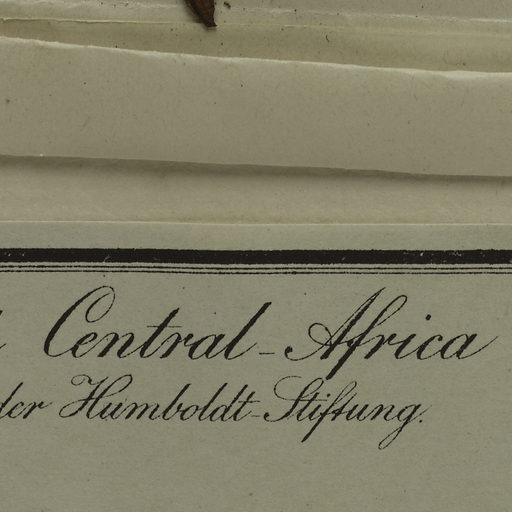 Central-Africa
der Humboldt-Stiftung.